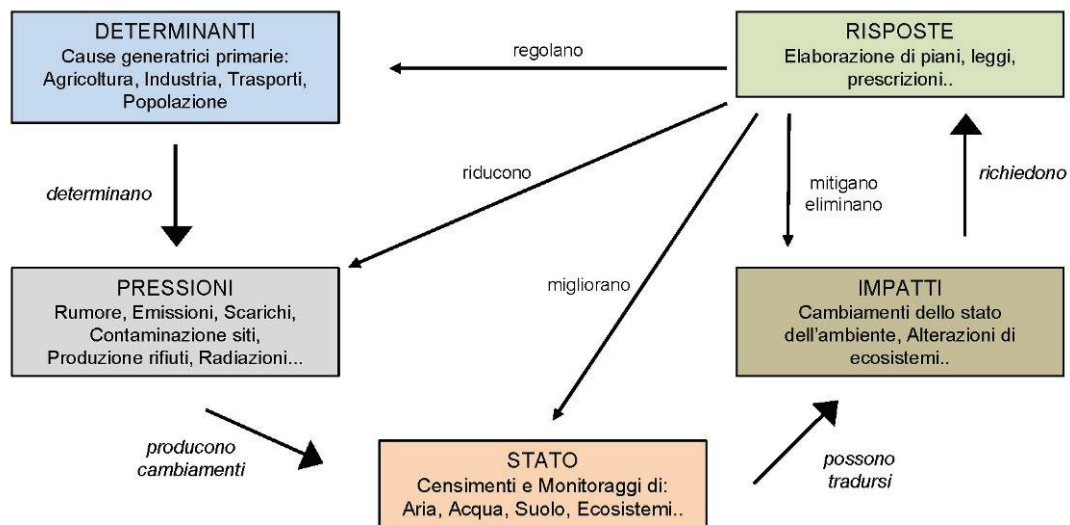 DETERMINANTI
Cause generatrici primarie:
Agricoltura, Industria, Trasporti,
Popolazione
regolano
RISPOSTE
Elaborazione di piani, leggi,
prescrizioni..
determinano
riducono
mitigano
eliminano
richiedono
PRESSIONI
Rumore, Emissioni, Scarichi,
Contaminazione siti,
Produzione rifiuti, Radiazioni...
migliorano
IMPATTI
Cambiamenti dello stato
dell'ambiente, Alterazioni di
ecosistemi..
producono
cambiamenti
STATO
Censimenti e Monitoraggi di:
Aria, Acqua, Suolo, Ecosistemi..
possono
tradursi